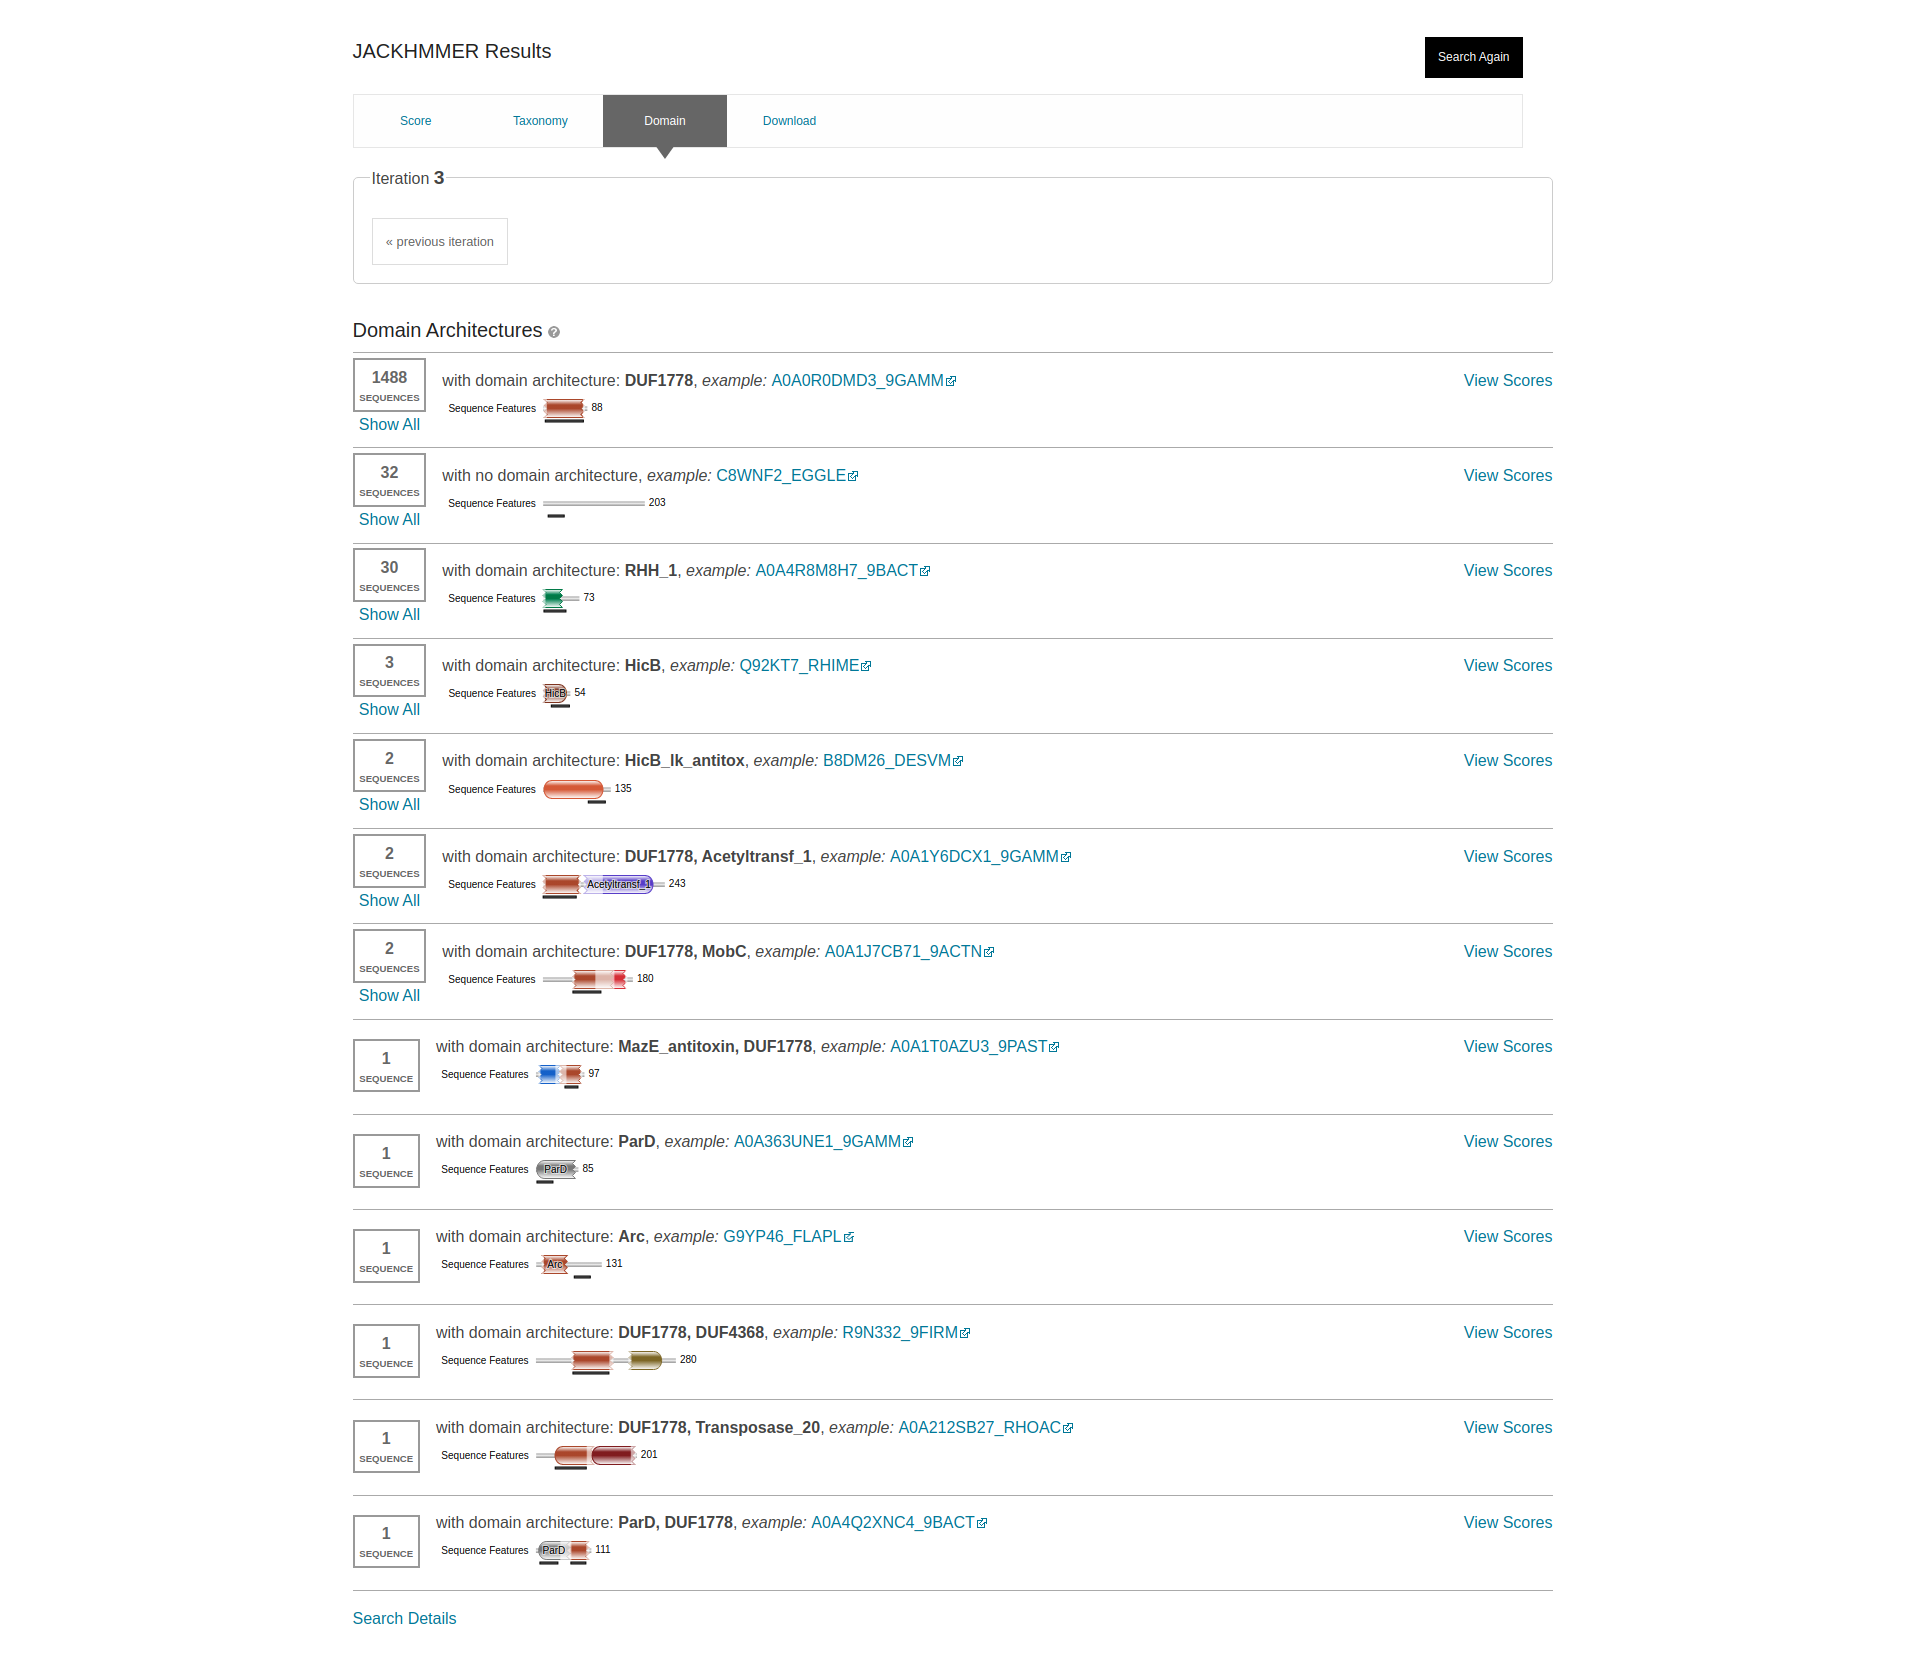 JACKHMMER Results
Search Again
Score Taxonomy Domain Download
Iteration 3
« previous iteration
Domain Architectures ?
1488 SEQUENCES Show All
with domain architecture: DUF1778, example: A0A0R0DMD3_9GAMM View Scores
Sequence Features 88
32 SEQUENCES Show All
with no domain architecture, example: C8WNF2_EGGLE View Scores
Sequence Features 203
30 SEQUENCES Show All
with domain architecture: RHH_1, example: A0A4R8M8H7_9BACT View Scores
Sequence Features 73
3 SEQUENCES Show All
with domain architecture: HicB, example: Q92KT7_RHIME View Scores
Sequence Features HicB 54
2 SEQUENCES Show All
with domain architecture: HicB_lk_antitox, example: B8DM26_DESVM View Scores
Sequence Features 135
2 SEQUENCES Show All
with domain architecture: DUF1778, Acetyltransf_1, example: A0A1Y6DCX1_9GAMM View Scores
Sequence Features Acetyltransf_1 243
2 SEQUENCES Show All
with domain architecture: DUF1778, MobC, example: A0A1J7CB71_9ACTN View Scores
Sequence Features 180
1 SEQUENCE
with domain architecture: MazE_antitoxin, DUF1778, example: A0A1T0AZU3_9PAST View Scores
Sequence Features 97
1 SEQUENCE
with domain architecture: ParD, example: A0A363UNE1_9GAMM View Scores
Sequence Features ParD 85
1 SEQUENCE
with domain architecture: Arc, example: G9YP46_FLAPL View Scores
Sequence Features Arc 131
1 SEQUENCE
with domain architecture: DUF1778, DUF4368, example: R9N332_9FIRM View Scores
Sequence Features 280
1 SEQUENCE
with domain architecture: DUF1778, Transposase_20, example: A0A212SB27_RHOAC View Scores
Sequence Features 201
1 SEQUENCE
with domain architecture: ParD, DUF1778, example: A0A4Q2XNC4_9BACT View Scores
Sequence Features ParD 111
Search Details